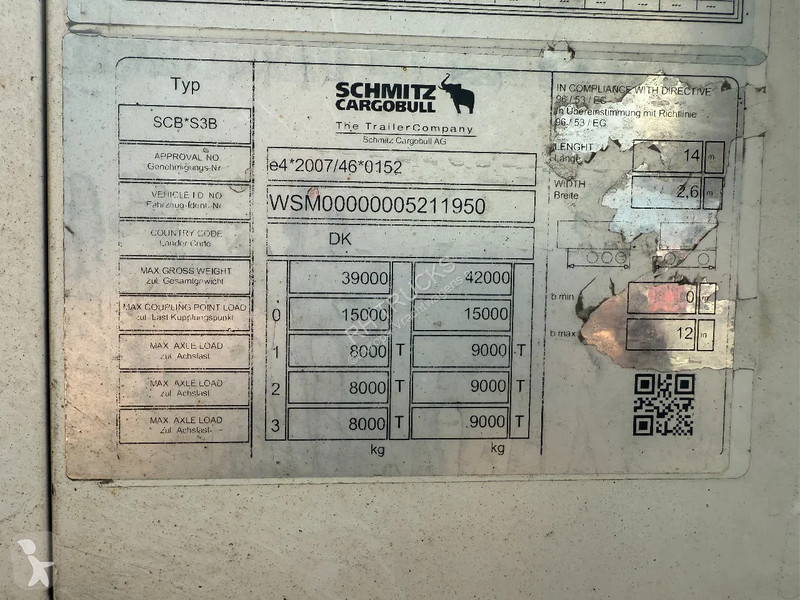 Typ
SCB*S3B
SCHMITZ
CARGOBULL
The TrailerCompany
Schmitz Cargobull AG
IN COMPLIANCE WITH DIRECTIVE
96 / 53 / EG
in Übereinstimmung mit Richtlinie
96 / 53 / EG
APPROVAL NO
Genehmigungs-Nr
e4*2007/46*0152
LENGHT
Länge
14 m
VEHICLE I D NO
Fahrzeug-Ident.-Nr
WSM00000005211950
WIDTH
Breite
2,6 m
COUNTRY CODE
Länder Code
DK
MAX GROSS WEIGHT
zul. Gesamtgewicht
39000 42000
b min 0 m
MAX COUPLING POINT LOAD
zul. Last Kupplungspunkt
0 15000 15000
b max 12 m
MAX. AXLE LOAD
zul. Achslast
1 8000 T 9000 T
MAX. AXLE LOAD
zul. Achslast
2 8000 T 9000 T
MAX. AXLE LOAD
zul. Achslast
3 8000 T 9000 T
kg kg
RH TRUCKS